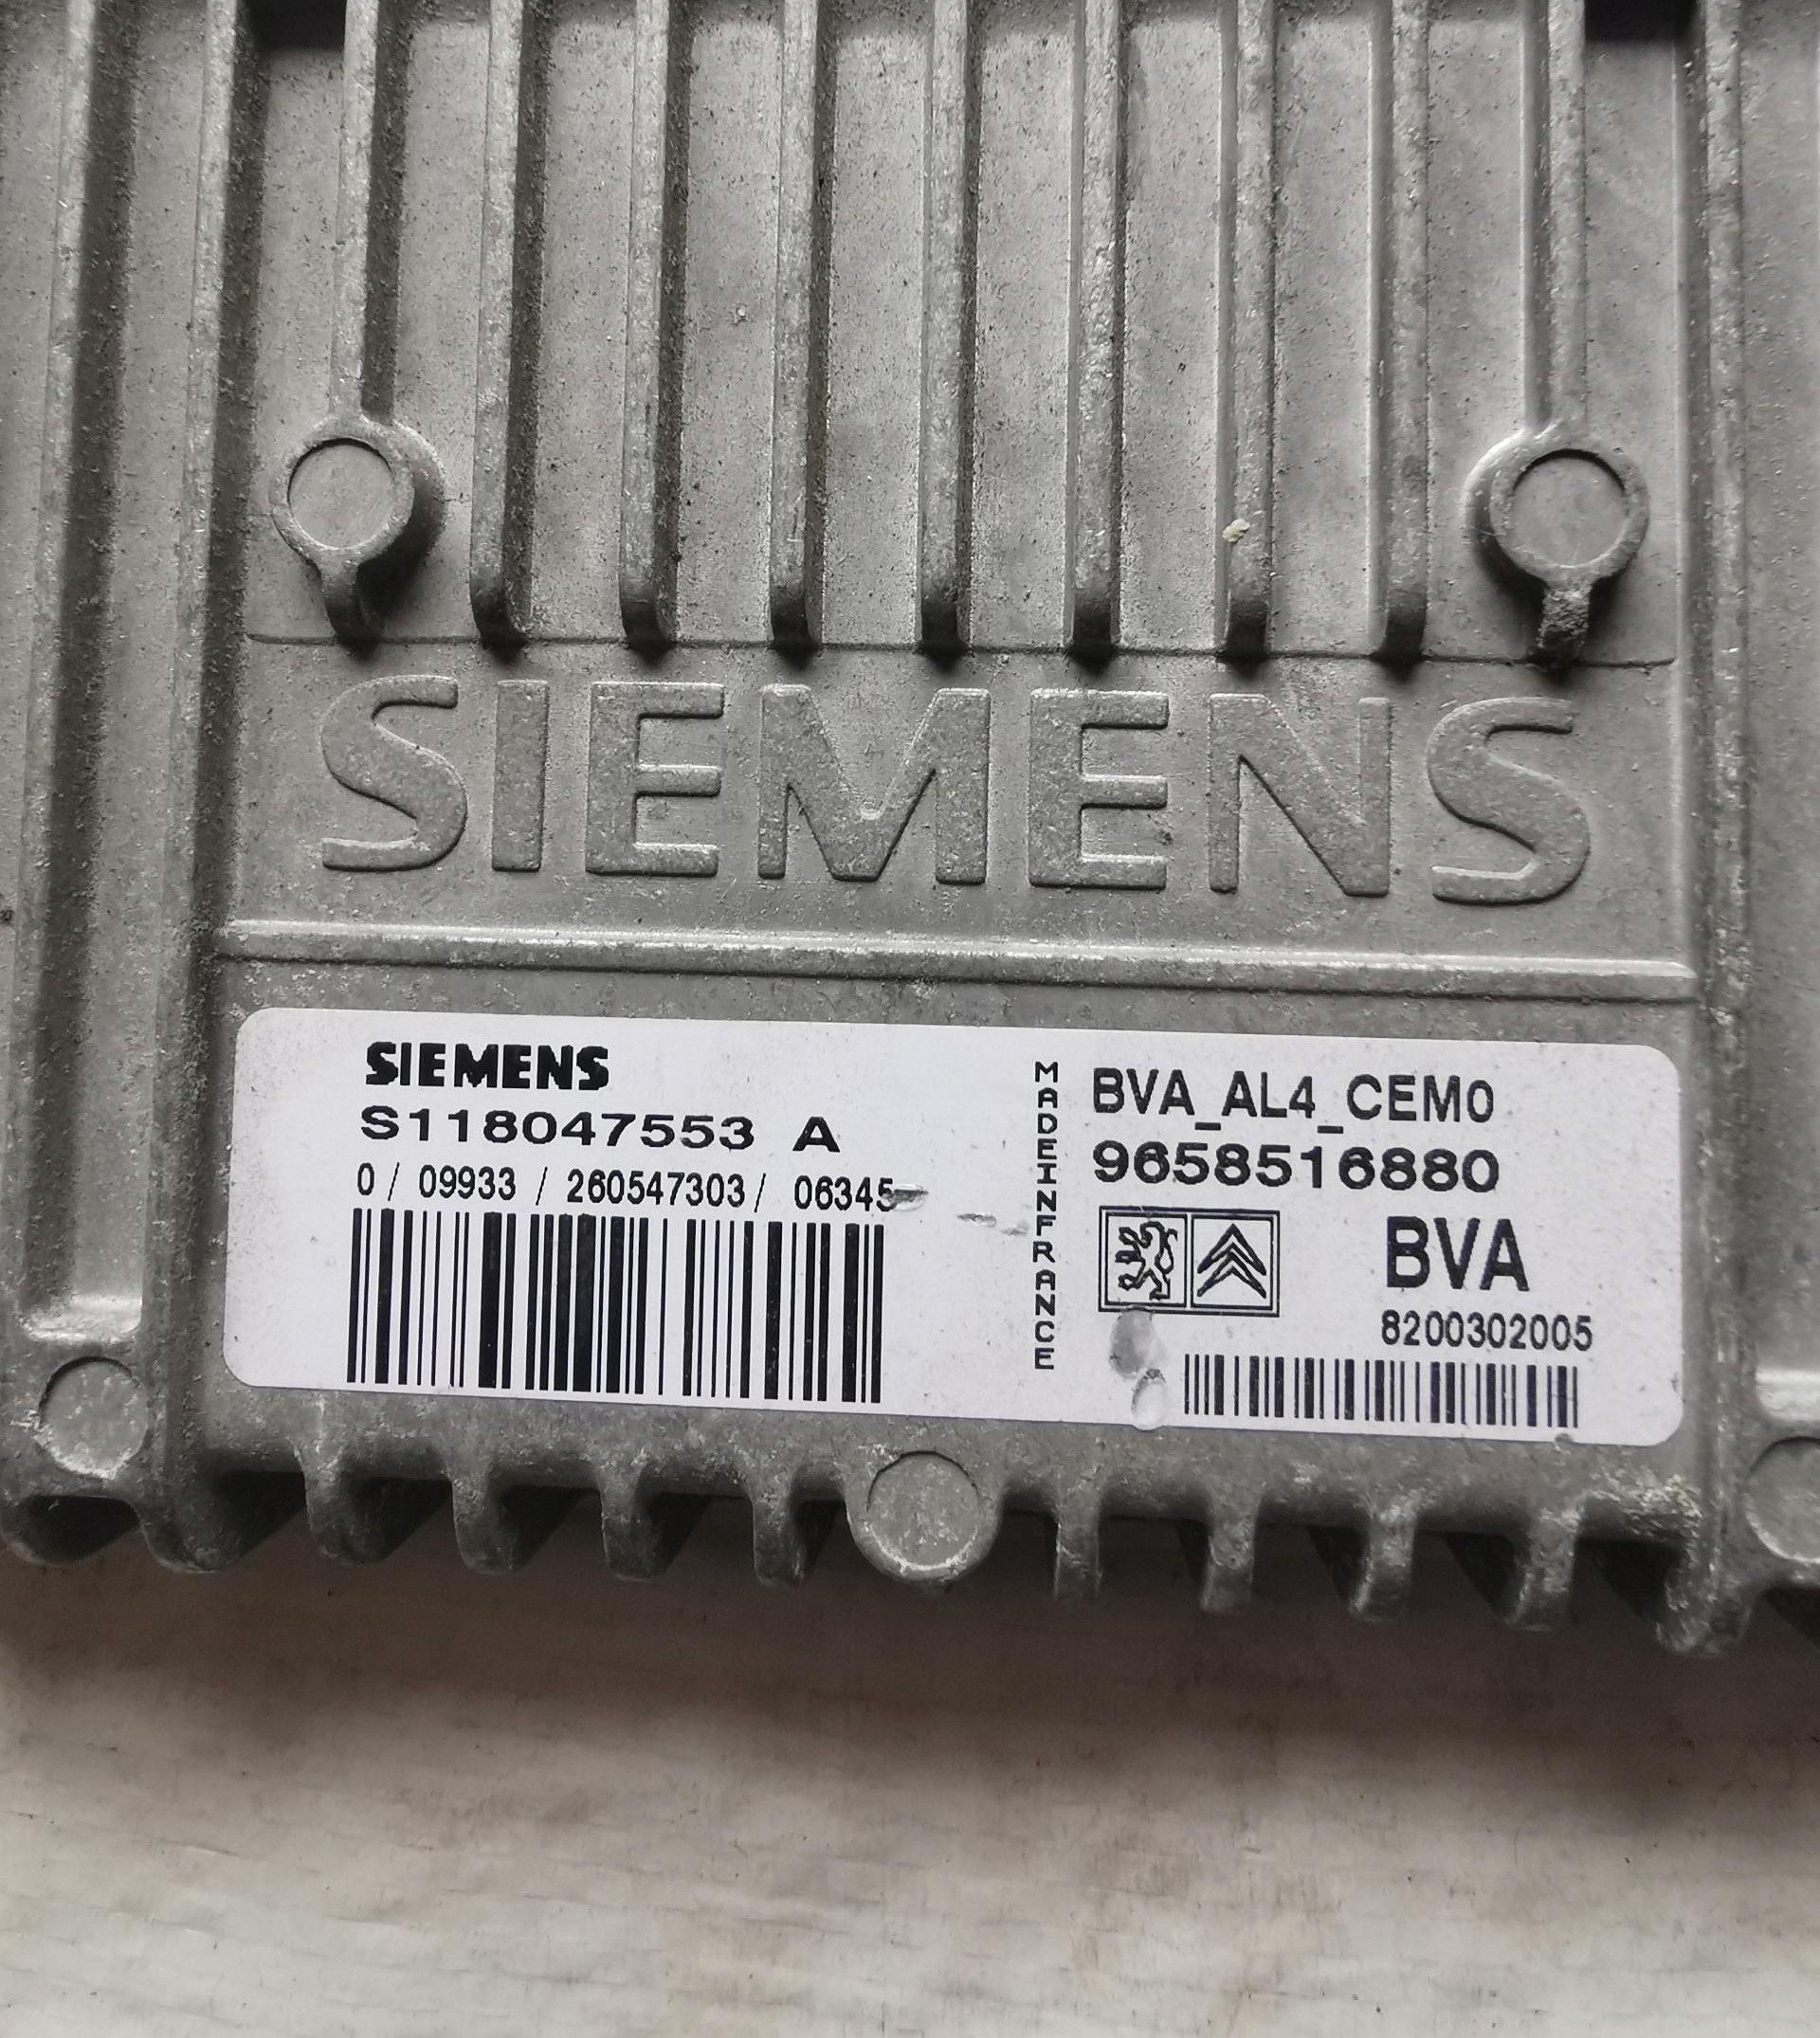 SIEMENS
SIEMENS
S118047553 A
0 / 09933 / 260547303 / 06345
MADEINFRANCE
BVA_AL4_CEM0
9658516880
BVA
8200302005